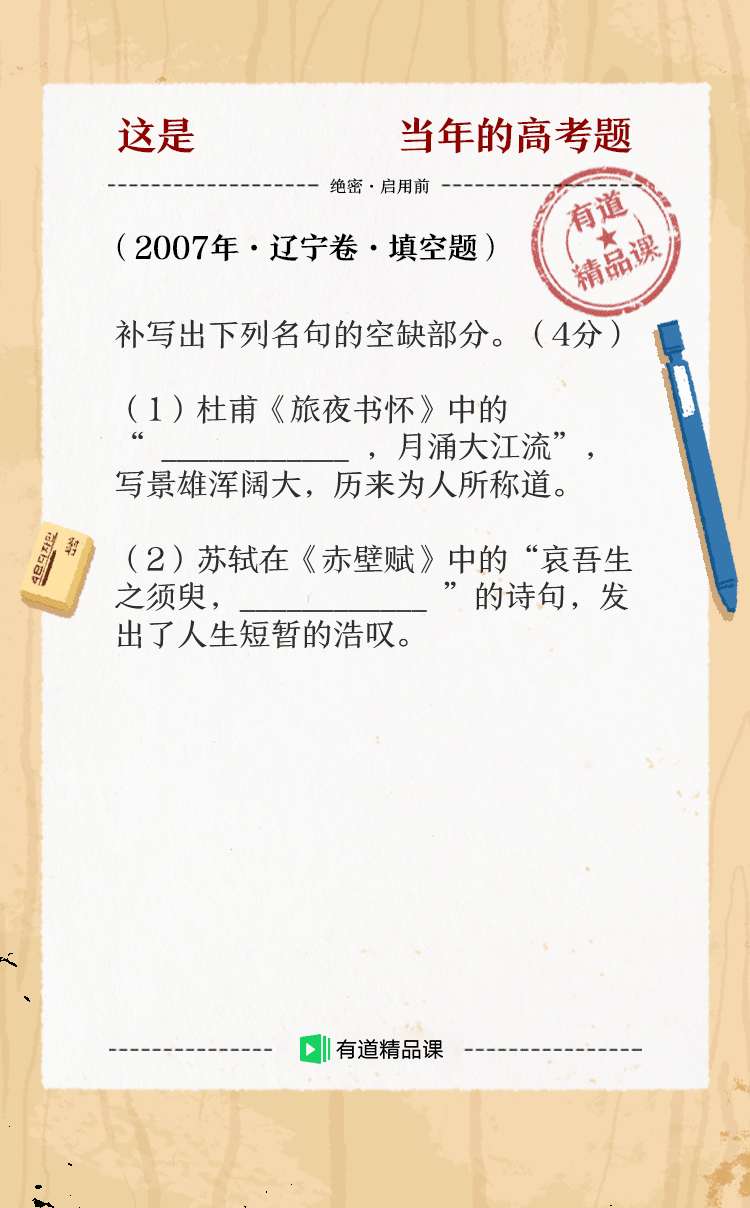 这是 当年的高考题
绝密·启用前
有道
精品课
（2007年·辽宁卷·填空题）
补写出下列名句的空缺部分。（4分）
（1）杜甫《旅夜书怀》中的
“ ____________ ，月涌大江流”，
写景雄浑阔大，历来为人所称道。
（2）苏轼在《赤壁赋》中的“哀吾生
之须臾，____________ ”的诗句，发
出了人生短暂的浩叹。
有道精品课